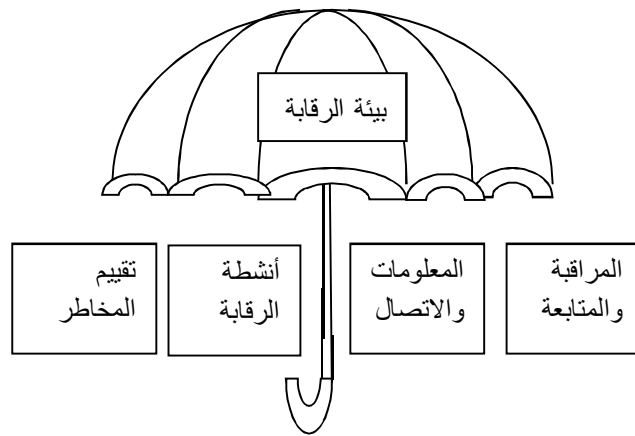 بيئة الرقابة
المراقبة
والمتابعة
المعلومات
والاتصال
أنشطة
الرقابة
تقييم
المخاطر